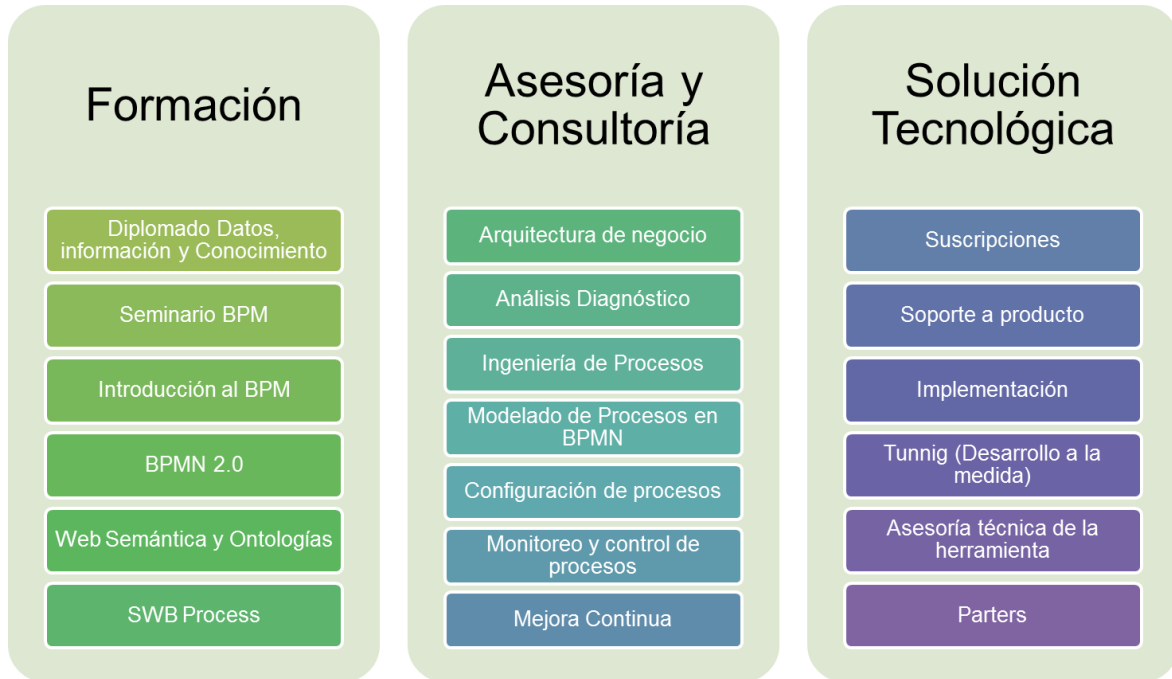 Formación
Diplomado Datos,
información y Conocimiento
Seminario BPM
Introducción al BPM
BPMN 2.0
Web Semántica y Ontologías
SWB Process
Asesoría y
Consultoría
Arquitectura de negocio
Análisis Diagnóstico
Ingeniería de Procesos
Modelado de Procesos en
BPMN
Configuración de procesos
Monitoreo y control de
procesos
Mejora Continua
Solución
Tecnológica
Suscripciones
Soporte a producto
Implementación
Tunnig (Desarrollo a la
medida)
Asesoría técnica de la
herramienta
Parters